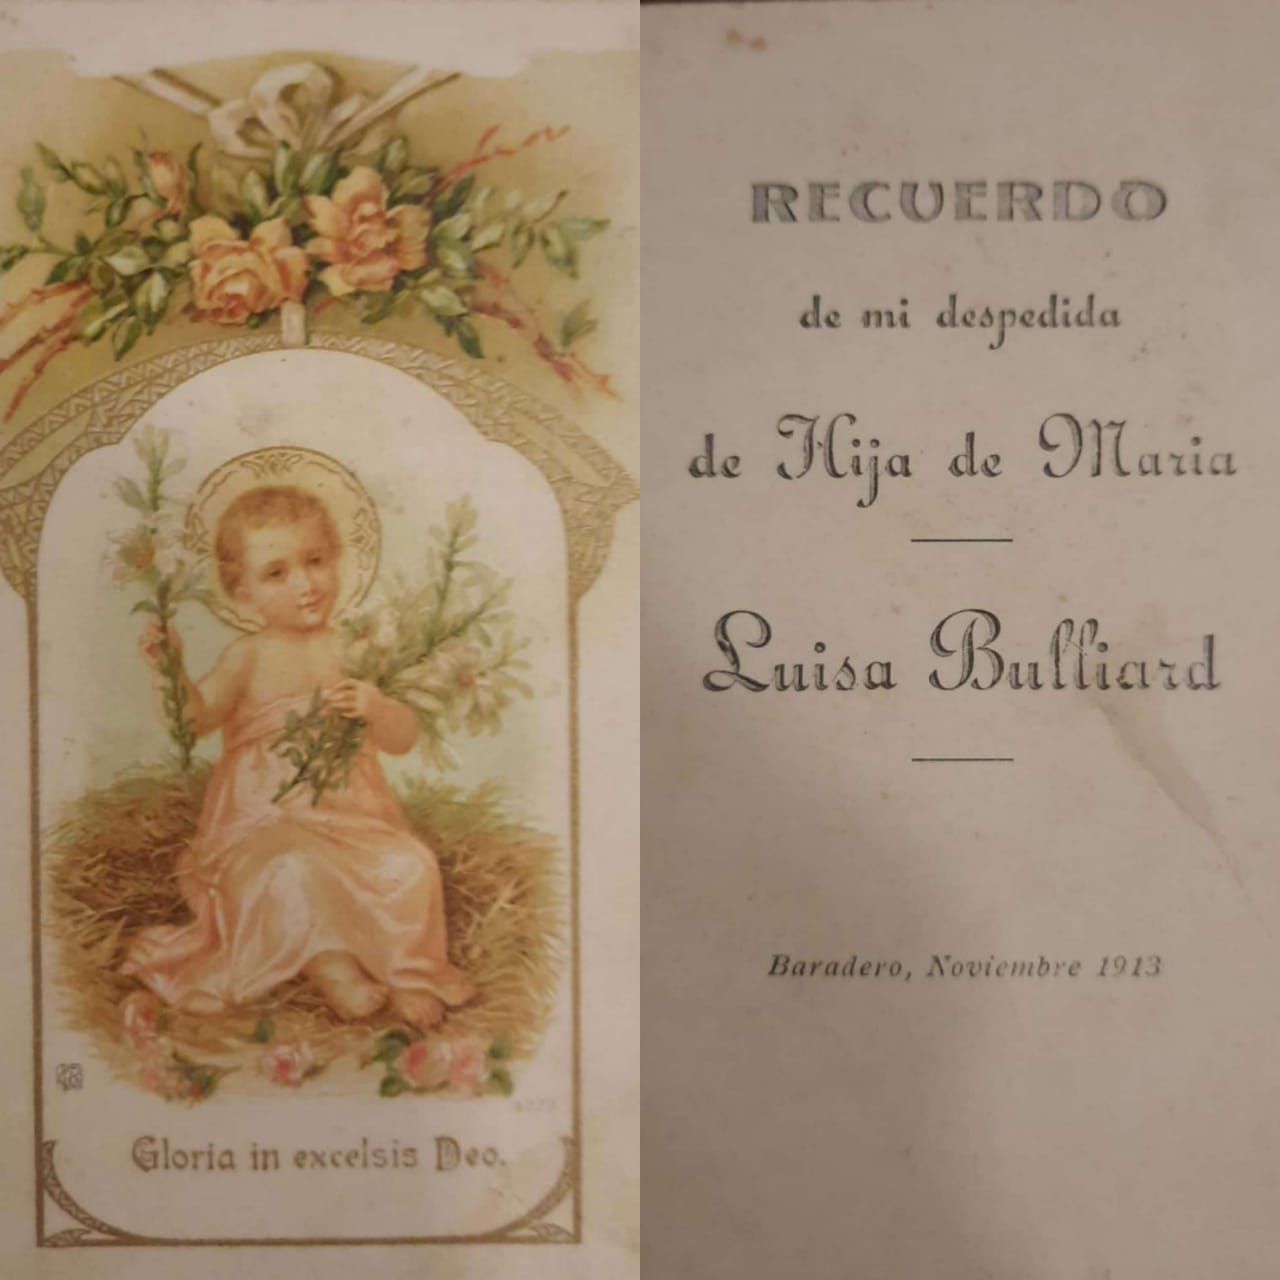 Gloria in excelsis Deo.
RECUERDO
de mi despedida
de Hija de Maria
Luisa Bulliard
Baradero, Noviembre 1913